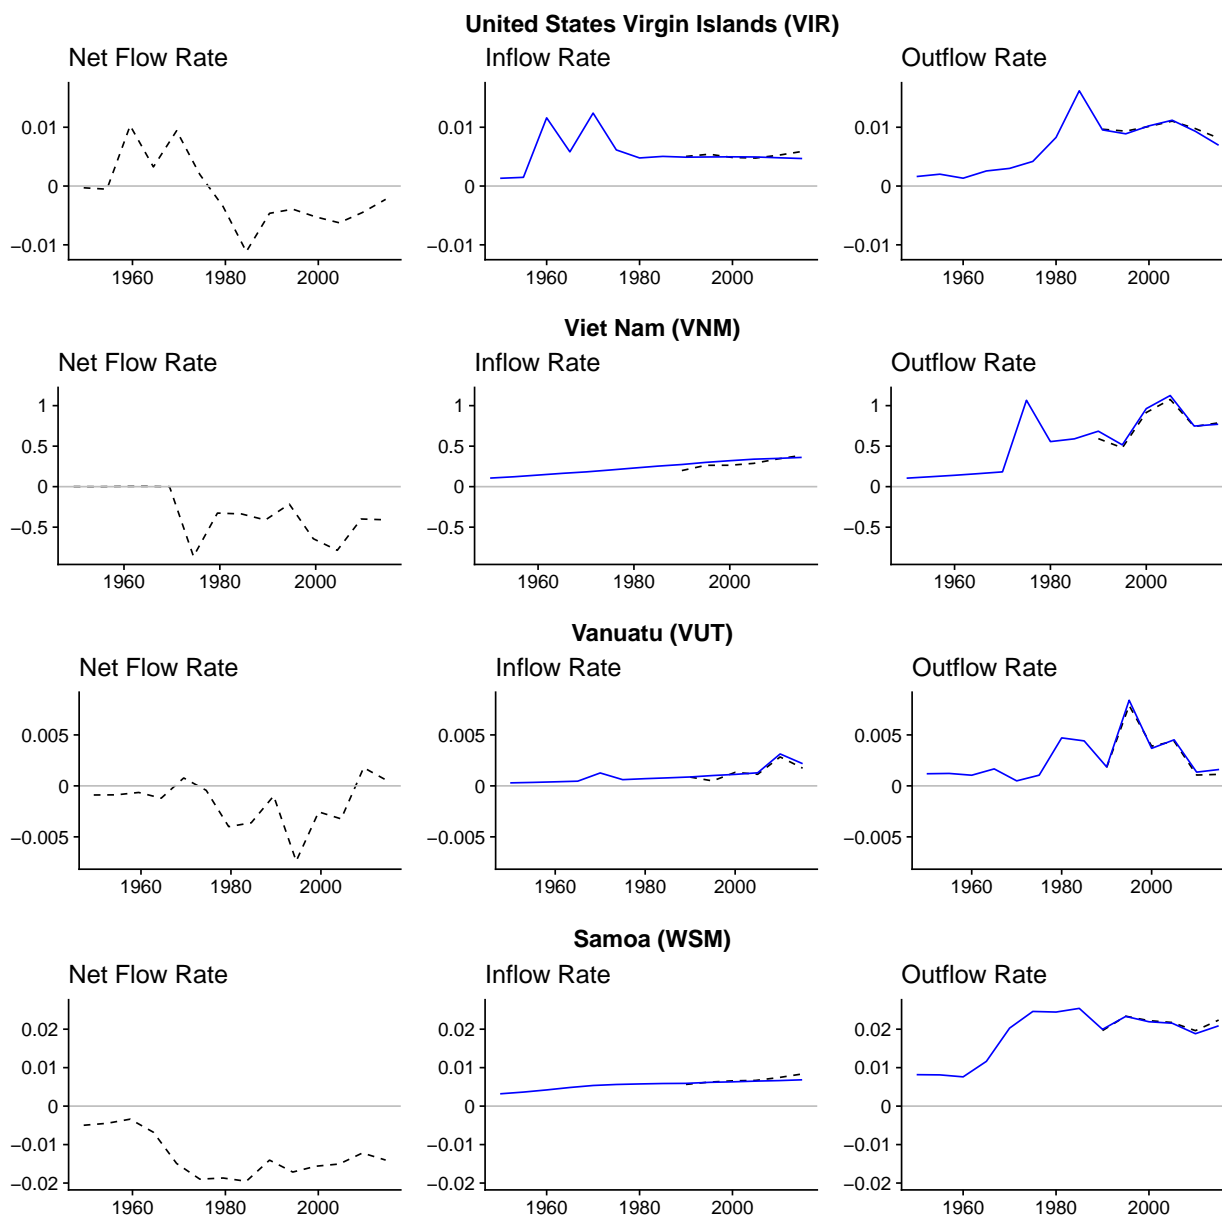 United States Virgin Islands (VIR)
Net Flow Rate
Inflow Rate
Outflow Rate
0.01
0
−0.01
1960 1980 2000
0.01
0
−0.01
1960 1980 2000
0.01
0
−0.01
1960 1980 2000
Viet Nam (VNM)
Net Flow Rate
Inflow Rate
Outflow Rate
1
0.5
0
−0.5
1960 1980 2000
1
0.5
0
−0.5
1960 1980 2000
1
0.5
0
−0.5
1960 1980 2000
Vanuatu (VUT)
Net Flow Rate
Inflow Rate
Outflow Rate
0.005
0
−0.005
1960 1980 2000
0.005
0
−0.005
1960 1980 2000
0.005
0
−0.005
1960 1980 2000
Samoa (WSM)
Net Flow Rate
Inflow Rate
Outflow Rate
0.02
0.01
0
−0.01
−0.02
1960 1980 2000
0.02
0.01
0
−0.01
−0.02
1960 1980 2000
0.02
0.01
0
−0.01
−0.02
1960 1980 2000